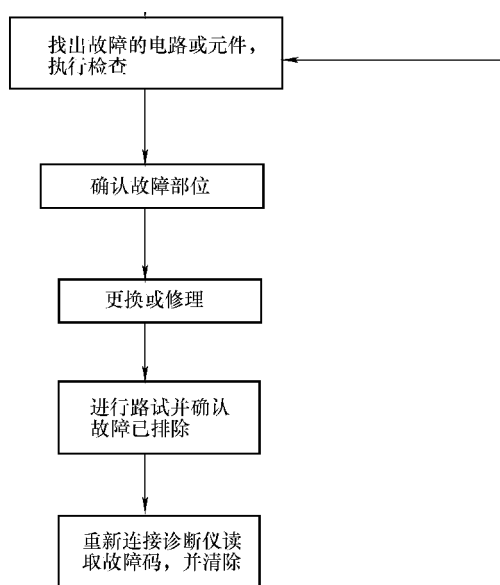 找出故障的电路或元件，
执行检查
确认故障部位
更换或修理
进行路试并确认
故障已排除
重新连接诊断仪读
取故障码，并清除